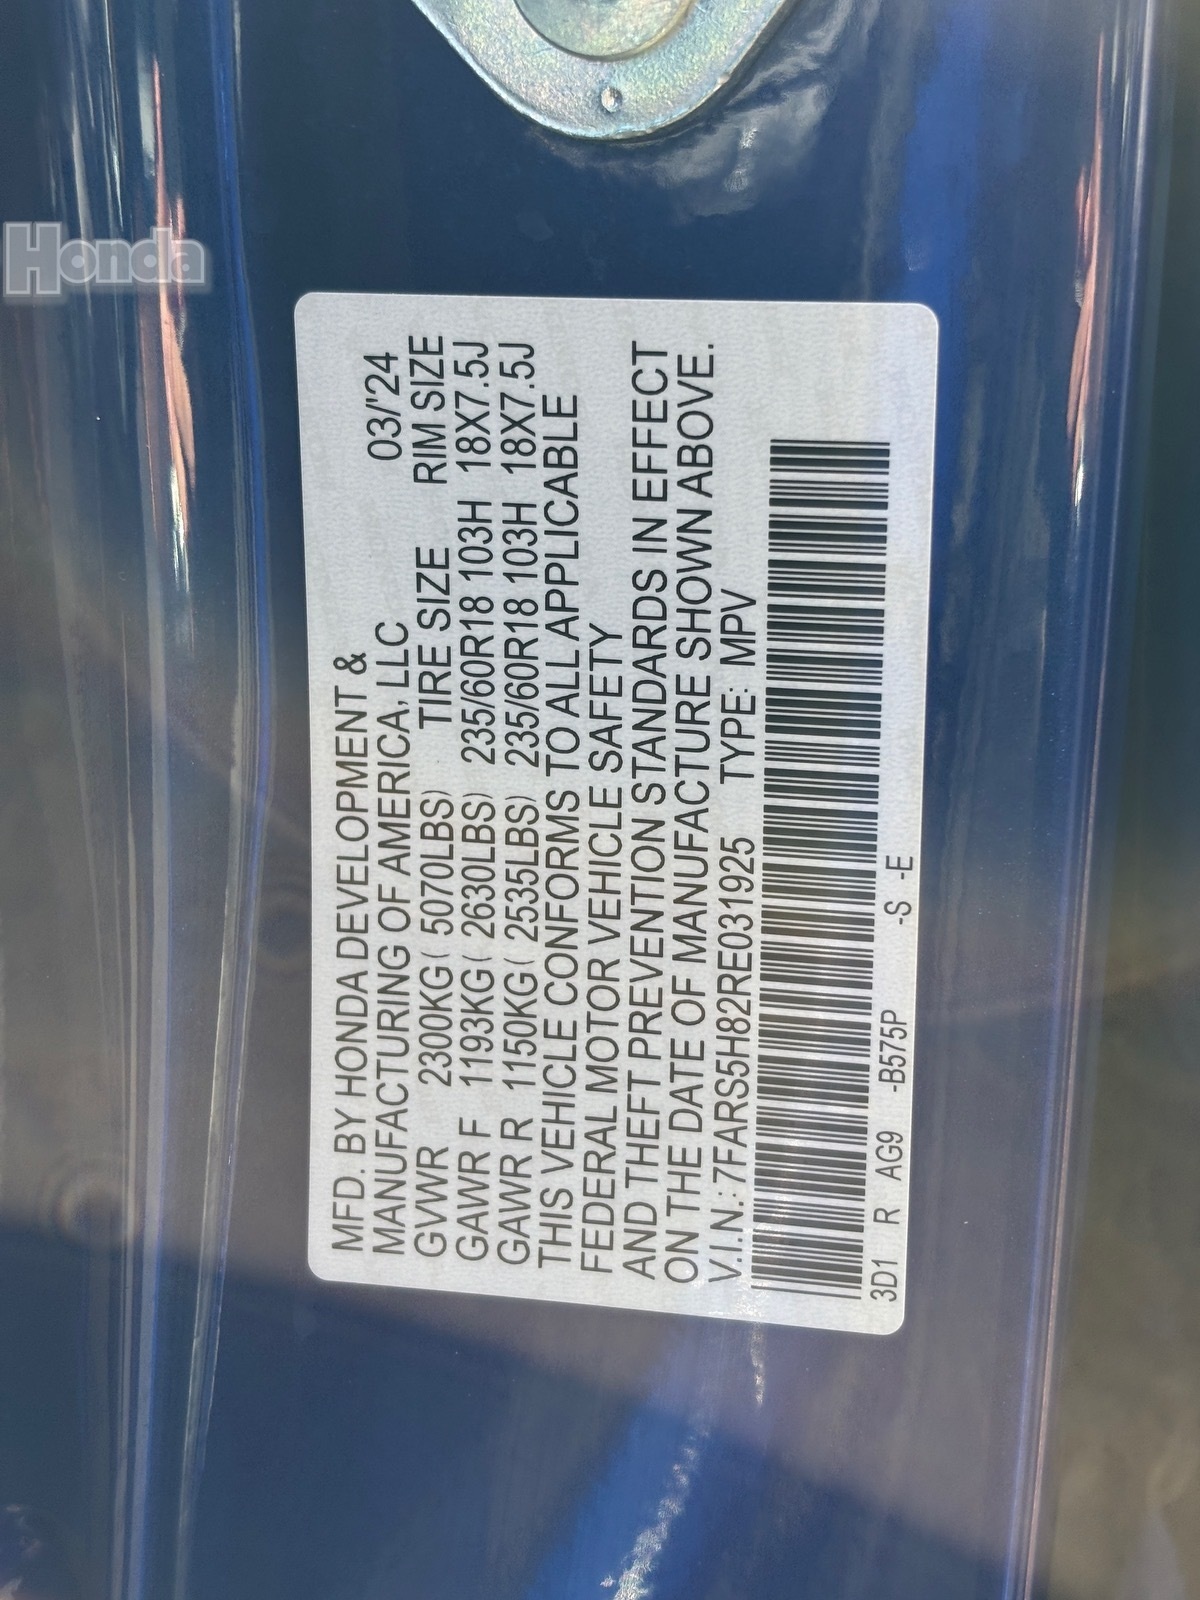 Honda
MFD. BY HONDA DEVELOPMENT &
MANUFACTURING OF AMERICA, LLC 03/'24
GVWR 2300KG( 5070LBS) TIRE SIZE RIM SIZE
GAWR F 1193KG( 2630LBS) 235/60R18 103H 18X7.5J
GAWR R 1150KG( 2535LBS) 235/60R18 103H 18X7.5J
THIS VEHICLE CONFORMS TO ALL APPLICABLE
FEDERAL MOTOR VEHICLE SAFETY
AND THEFT PREVENTION STANDARDS IN EFFECT
ON THE DATE OF MANUFACTURE SHOWN ABOVE.
V.I.N.: 7FARS5H82RE031925 TYPE: MPV
3D1 R AG9 -B575P -S -E